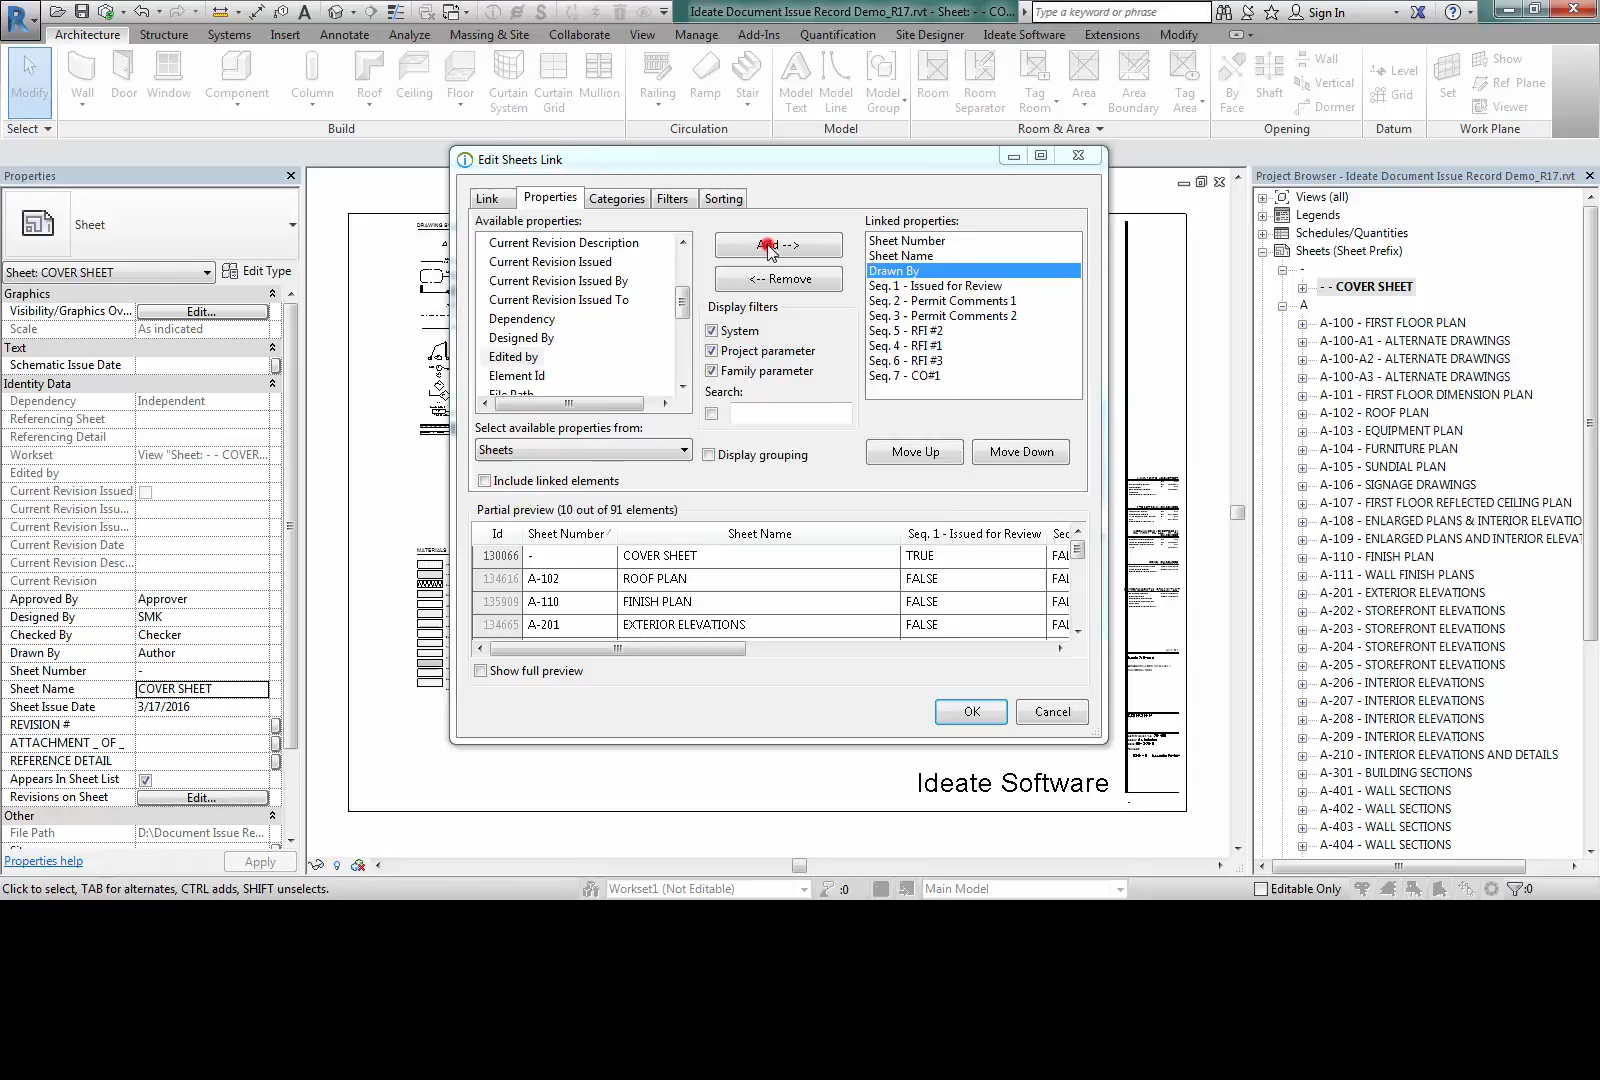 Ideate Document Issue Record Demo_R17.rvt - Sheet: - CO...
Type a keyword or phrase
Sign In
Architecture Structure Systems Insert Annotate Analyze Massing & Site Collaborate View Manage Add-Ins Quantification Site Designer Ideate Software Extensions Modify
Modify
Wall
Door
Window
Component
Column
Roof
Ceiling
Floor
Curtain System
Curtain Grid
Mullion
Railing
Ramp
Stair
Model Text
Model Line
Model Group
Room
Room Separator
Tag Room
Area
Area Boundary
Tag Area
By Face
Shaft
Wall
Vertical
Dormer
Level
Grid
Set
Show
Ref Plane
Viewer
Select
Build
Circulation
Model
Room & Area
Opening
Datum
Work Plane
Properties
Sheet
Sheet: COVER SHEET
Edit Type
Graphics
Visibility/Graphics Ov... Edit...
Scale As indicated
Text
Schematic Issue Date
Identity Data
Dependency Independent
Referencing Sheet
Referencing Detail
Workset View "Sheet: - - COVER...
Edited by
Current Revision Issued
Current Revision Issu...
Current Revision Issu...
Current Revision Date
Current Revision Desc...
Current Revision
Approved By Approver
Designed By SMK
Checked By Checker
Drawn By Author
Sheet Number -
Sheet Name COVER SHEET
Sheet Issue Date 3/17/2016
REVISION #
ATTACHMENT _ OF _
REFERENCE DETAIL
Appears In Sheet List
Revisions on Sheet Edit...
Other
File Path D:\Document Issue Re...
Properties help
Apply
Edit Sheets Link
Link Properties Categories Filters Sorting
Available properties:
Current Revision Description
Current Revision Issued
Current Revision Issued By
Current Revision Issued To
Dependency
Designed By
Edited by
Element Id
File Path
Select available properties from:
Sheets
Include linked elements
-->
<-- Remove
Display filters
System
Project parameter
Family parameter
Search:
Display grouping
Linked properties:
Sheet Number
Sheet Name
Drawn By
Seq. 1 - Issued for Review
Seq. 2 - Permit Comments 1
Seq. 3 - Permit Comments 2
Seq. 5 - RFI #2
Seq. 4 - RFI #1
Seq. 6 - RFI #3
Seq. 7 - CO#1
Move Up
Move Down
Partial preview (10 out of 91 elements)
Id Sheet Number Sheet Name Seq. 1 - Issued for Review Sec
130066 - COVER SHEET TRUE FAL
134616 A-102 ROOF PLAN FALSE FAL
135909 A-110 FINISH PLAN FALSE FAL
134665 A-201 EXTERIOR ELEVATIONS FALSE FAL
Show full preview
OK
Cancel
Ideate Software
Project Browser - Ideate Document Issue Record Demo_R17.rvt
Views (all)
Legends
Schedules/Quantities
Sheets (Sheet Prefix)
-
- - COVER SHEET
A
A-100 - FIRST FLOOR PLAN
A-100-A1 - ALTERNATE DRAWINGS
A-100-A2 - ALTERNATE DRAWINGS
A-100-A3 - ALTERNATE DRAWINGS
A-101 - FIRST FLOOR DIMENSION PLAN
A-102 - ROOF PLAN
A-103 - EQUIPMENT PLAN
A-104 - FURNITURE PLAN
A-105 - SUNDIAL PLAN
A-106 - SIGNAGE DRAWINGS
A-107 - FIRST FLOOR REFLECTED CEILING PLAN
A-108 - ENLARGED PLANS & INTERIOR ELEVATIO
A-109 - ENLARGED PLANS AND INTERIOR ELEVA
A-110 - FINISH PLAN
A-111 - WALL FINISH PLANS
A-201 - EXTERIOR ELEVATIONS
A-202 - STOREFRONT ELEVATIONS
A-203 - STOREFRONT ELEVATIONS
A-204 - STOREFRONT ELEVATIONS
A-205 - STOREFRONT ELEVATIONS
A-206 - INTERIOR ELEVATIONS
A-207 - INTERIOR ELEVATIONS
A-208 - INTERIOR ELEVATIONS
A-209 - INTERIOR ELEVATIONS
A-210 - INTERIOR ELEVATIONS AND DETAILS
A-301 - BUILDING SECTIONS
A-401 - WALL SECTIONS
A-402 - WALL SECTIONS
A-403 - WALL SECTIONS
A-404 - WALL SECTIONS
Click to select, TAB for alternates, CTRL adds, SHIFT unselects.
Workset1 (Not Editable)
:0
Main Model
Editable Only
:0